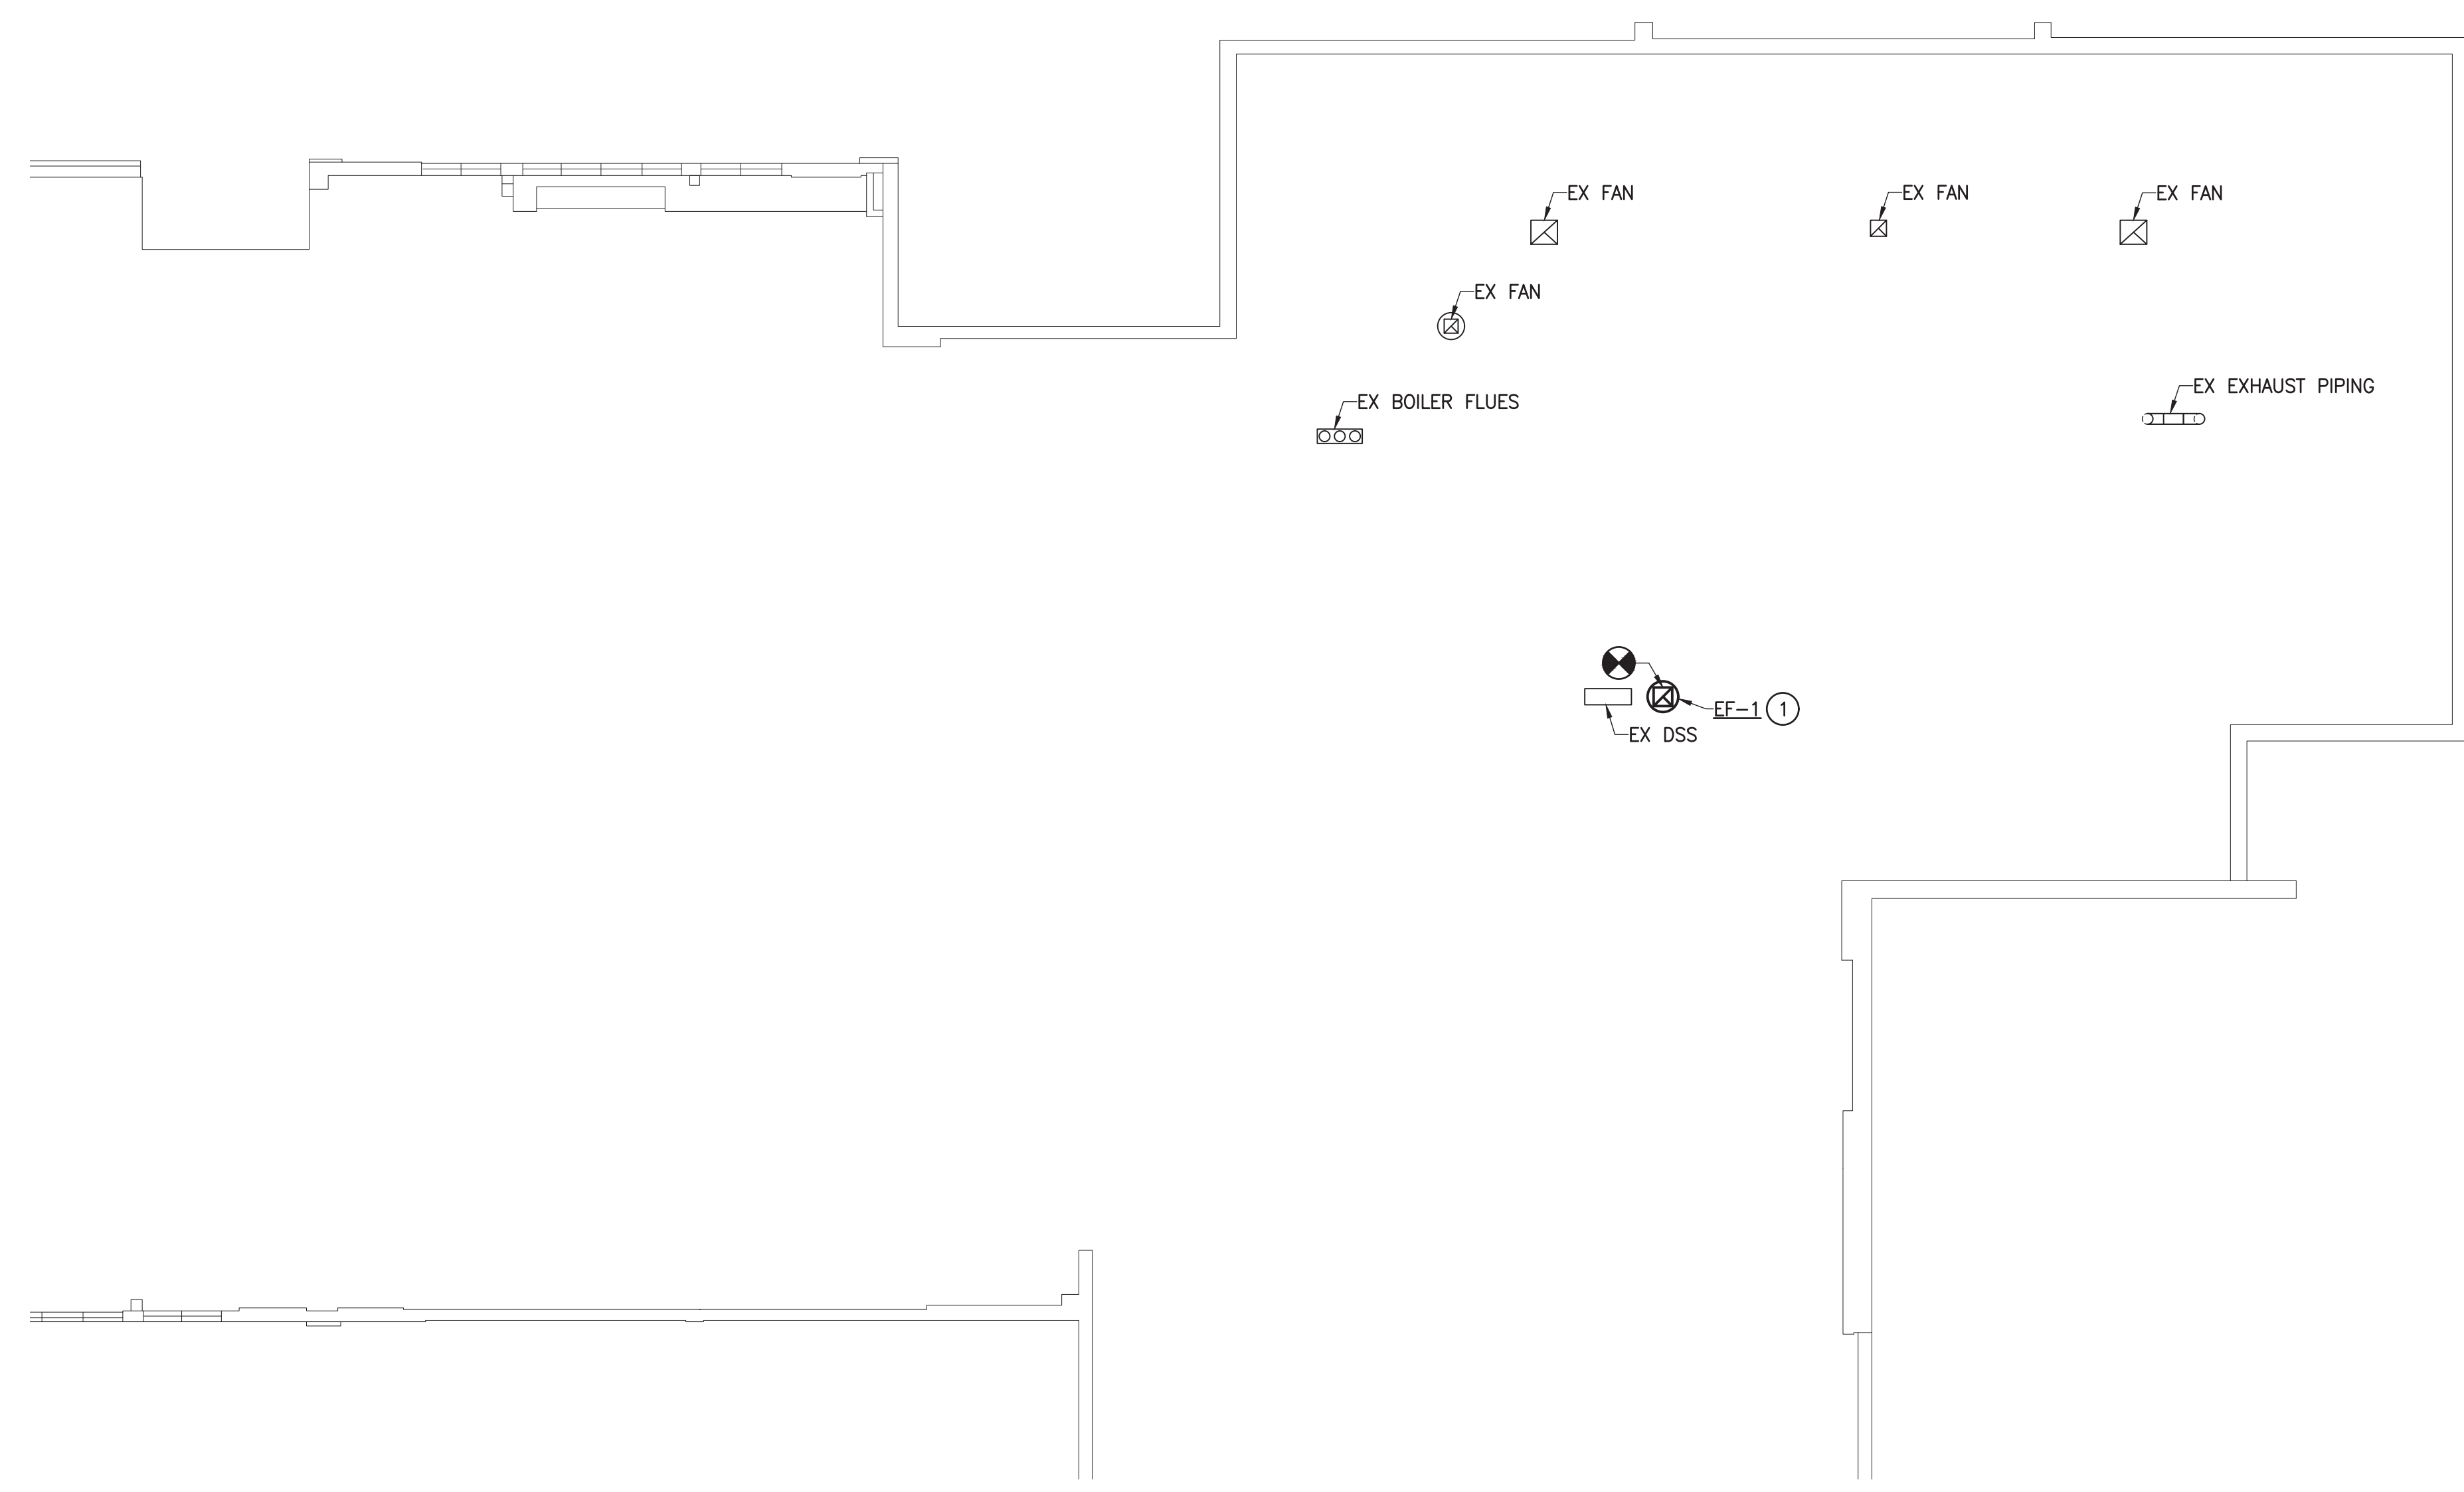 EX FAN
EX FAN
EX FAN
EX FAN
EX EXHAUST PIPING
EX BOILER FLUES
EF-1 1
EX DSS